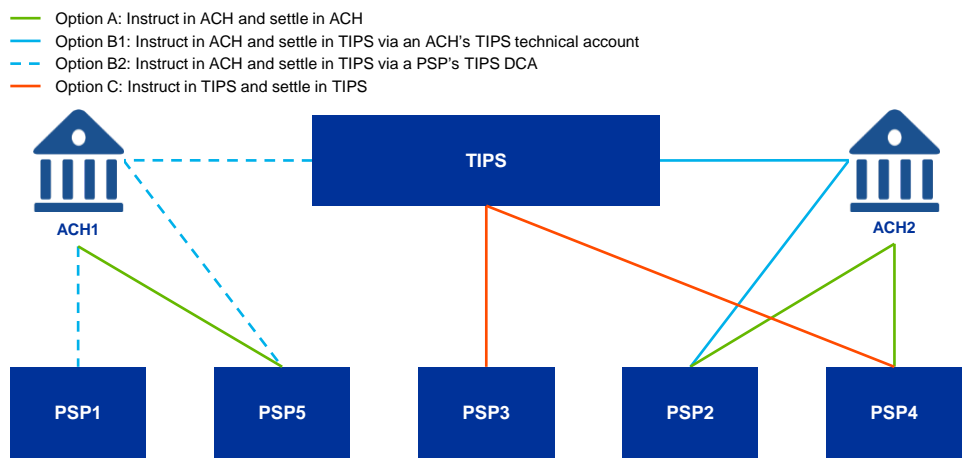 Option A: Instruct in ACH and settle in ACH
Option B1: Instruct in ACH and settle in TIPS via an ACH's TIPS technical account
Option B2: Instruct in ACH and settle in TIPS via a PSP's TIPS DCA
Option C: Instruct in TIPS and settle in TIPS
TIPS
ACH1
ACH2
PSP1
PSP5
PSP3
PSP2
PSP4